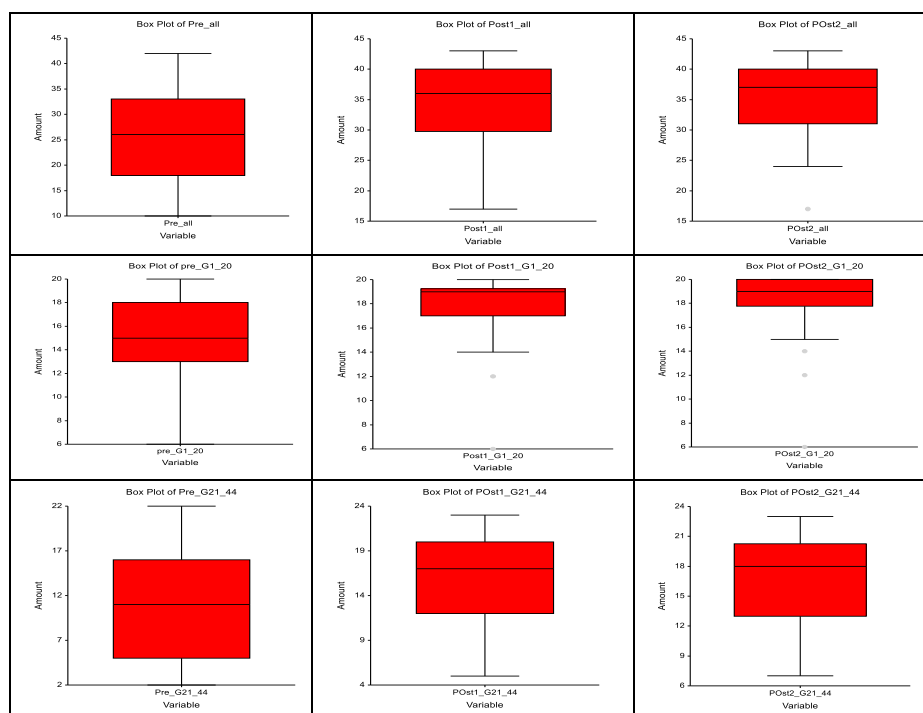 Box Plot of Pre_all
45
40
35
30
25
20
15
10
Amount
Pre_all
Variable
Box Plot of Post1_all
45
40
35
30
25
20
15
Amount
Post1_all
Variable
Box Plot of POst2_all
45
40
35
30
25
20
15
Amount
POst2_all
Variable
Box Plot of pre_G1_20
20
18
16
14
12
10
8
6
Amount
pre_G1_20
Variable
Box Plot of Post1_G1_20
20
18
16
14
12
10
8
6
Amount
Post1_G1_20
Variable
Box Plot of POst2_G1_20
20
18
16
14
12
10
8
6
Amount
POst2_G1_20
Variable
Box Plot of Pre_G21_44
22
17
12
7
2
Amount
Pre_G21_44
Variable
Box Plot of POst1_G21_44
24
19
14
9
4
Amount
POst1_G21_44
Variable
Box Plot of POst2_G21_44
24
21
18
15
12
9
6
Amount
POst2_G21_44
Variable